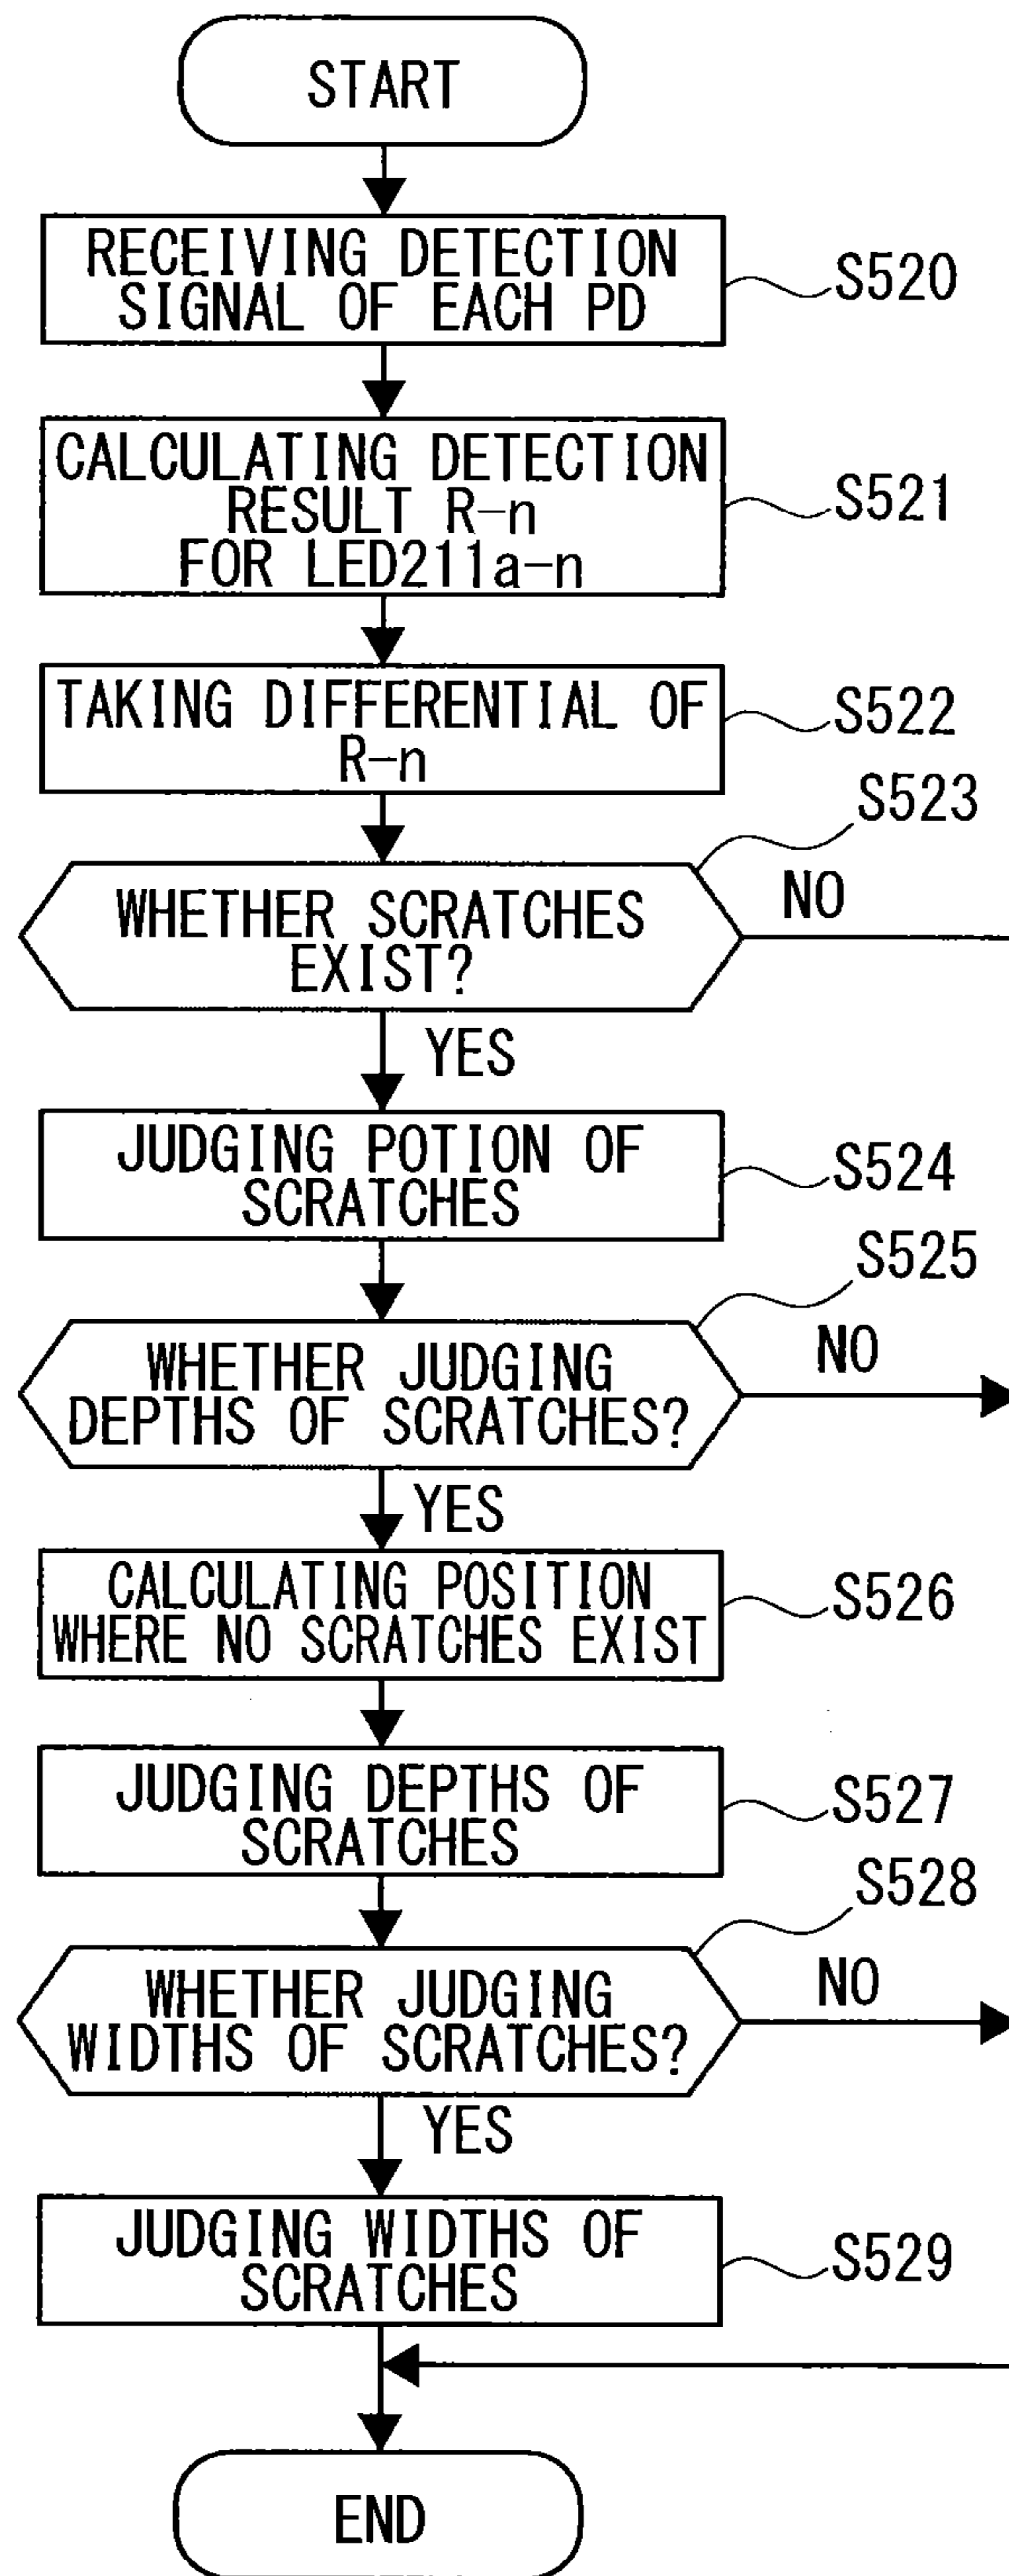 START
RECEIVING DETECTION
SIGNAL OF EACH PD
S520
CALCULATING DETECTION
RESULT R-n
FOR LED211a-n
S521
TAKING DIFFERENTIAL OF
R-n
S522
S523
WHETHER SCRATCHES
EXIST?
NO
YES
JUDGING POTION OF
SCRATCHES
S524
S525
WHETHER JUDGING
DEPTHS OF SCRATCHES?
NO
YES
CALCULATING POSITION
WHERE NO SCRATCHES EXIST
S526
JUDGING DEPTHS OF
SCRATCHES
S527
S528
WHETHER JUDGING
WIDTHS OF SCRATCHES?
NO
YES
JUDGING WIDTHS OF
SCRATCHES
S529
END